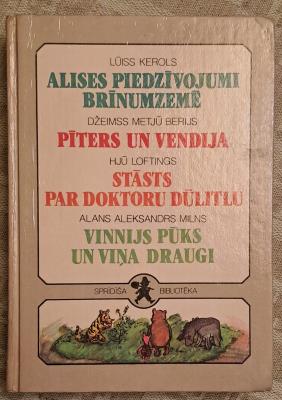 LŪISS KEROLS
ALISES PIEDZĪVOJUMI
BRĪNUMZEMĒ
DŽEIMSS METJŪ BERIJS
PĪTERS UN VENDIJA
HJŪ LOFTINGS
STĀSTS
PAR DOKTORU DŪLITLU
ALANS ALEKSANDRS MILNS
VINNIJS PŪKS
UN VIŅA DRAUGI
SPRĪDĪŠA BIBLIOTĒKA